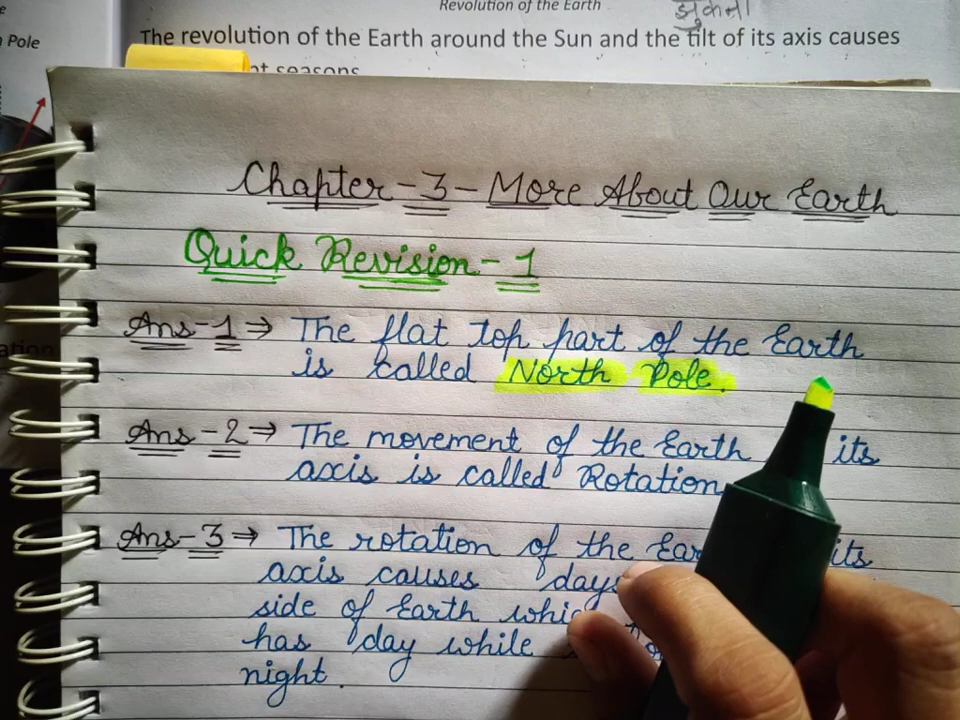 Revolution of the Earth
झुकना
Pole
The revolution of the Earth around the Sun and the tilt of its axis causes
seasons
Chapter-3-More About Our Earth
Quick Revision-1
Ans-1⇒ The flat top part of the Earth
is called North Pole.
Ans-2⇒ The movement of the Earth its
axis is called Rotation
Ans-3⇒ The rotation of the its
axis causes days
side of Earth
has day while
night.